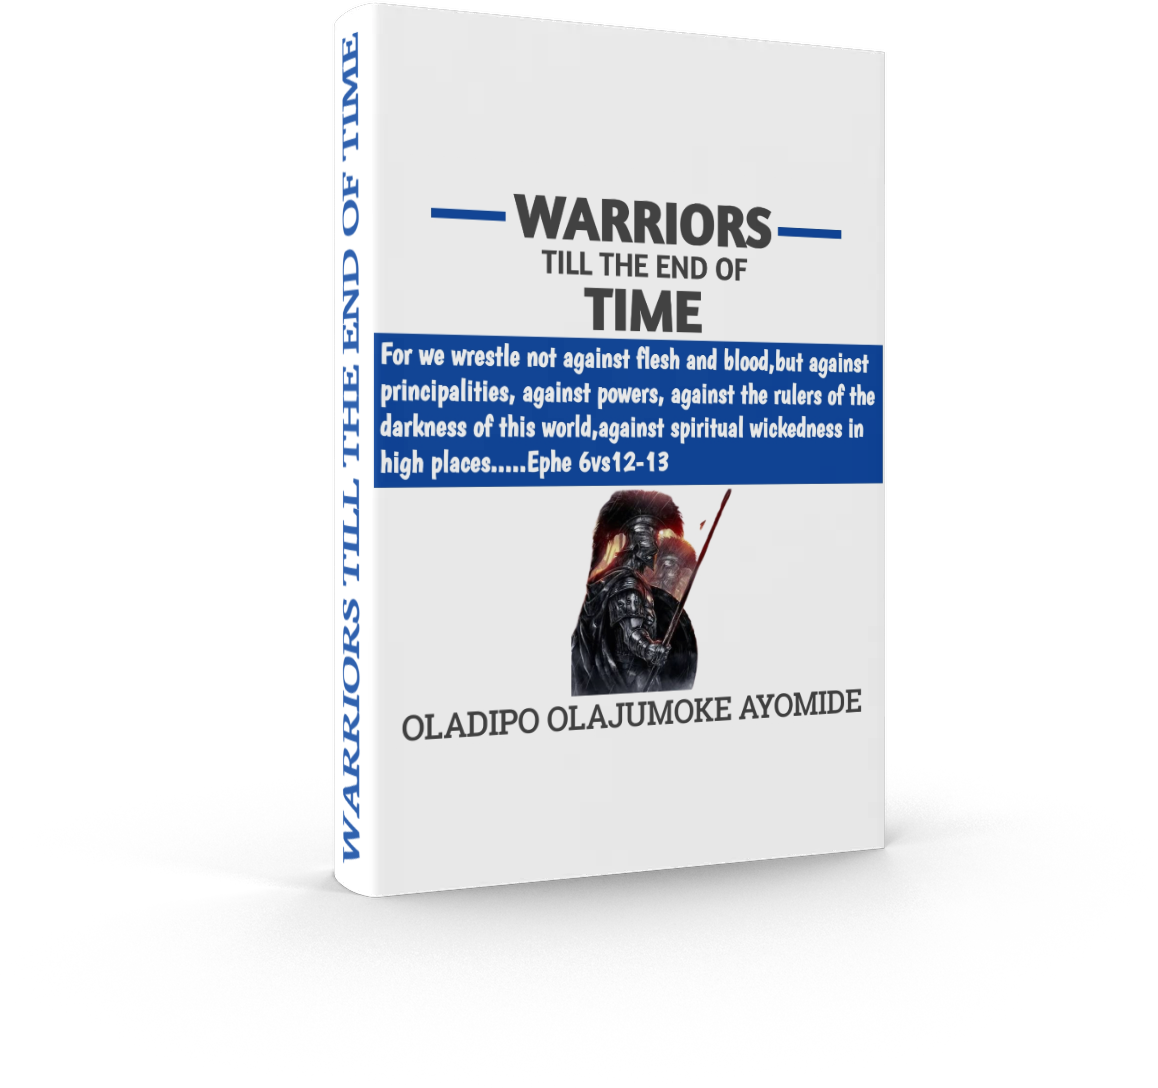 WARRIORS TILL THE END OF TIME
WARRIORS
TILL THE END OF
TIME
For we wrestle not against flesh and blood,but against
principalities, against powers, against the rulers of the
darkness of this world,against spiritual wickedness in
high places.....Ephe 6vs12-13
OLADIPO OLAJUMOKE AYOMIDE